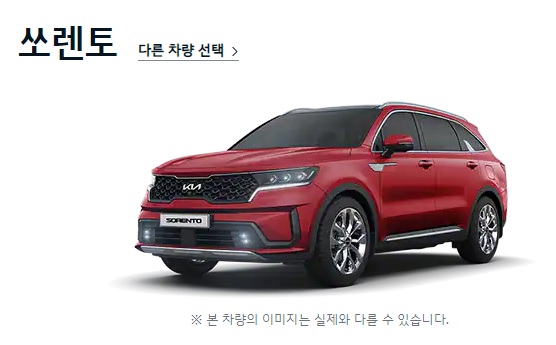 쏘렌토
다른 차량 선택
KIA
SORENTO
※ 본 차량의 이미지는 실제와 다를 수 있습니다.